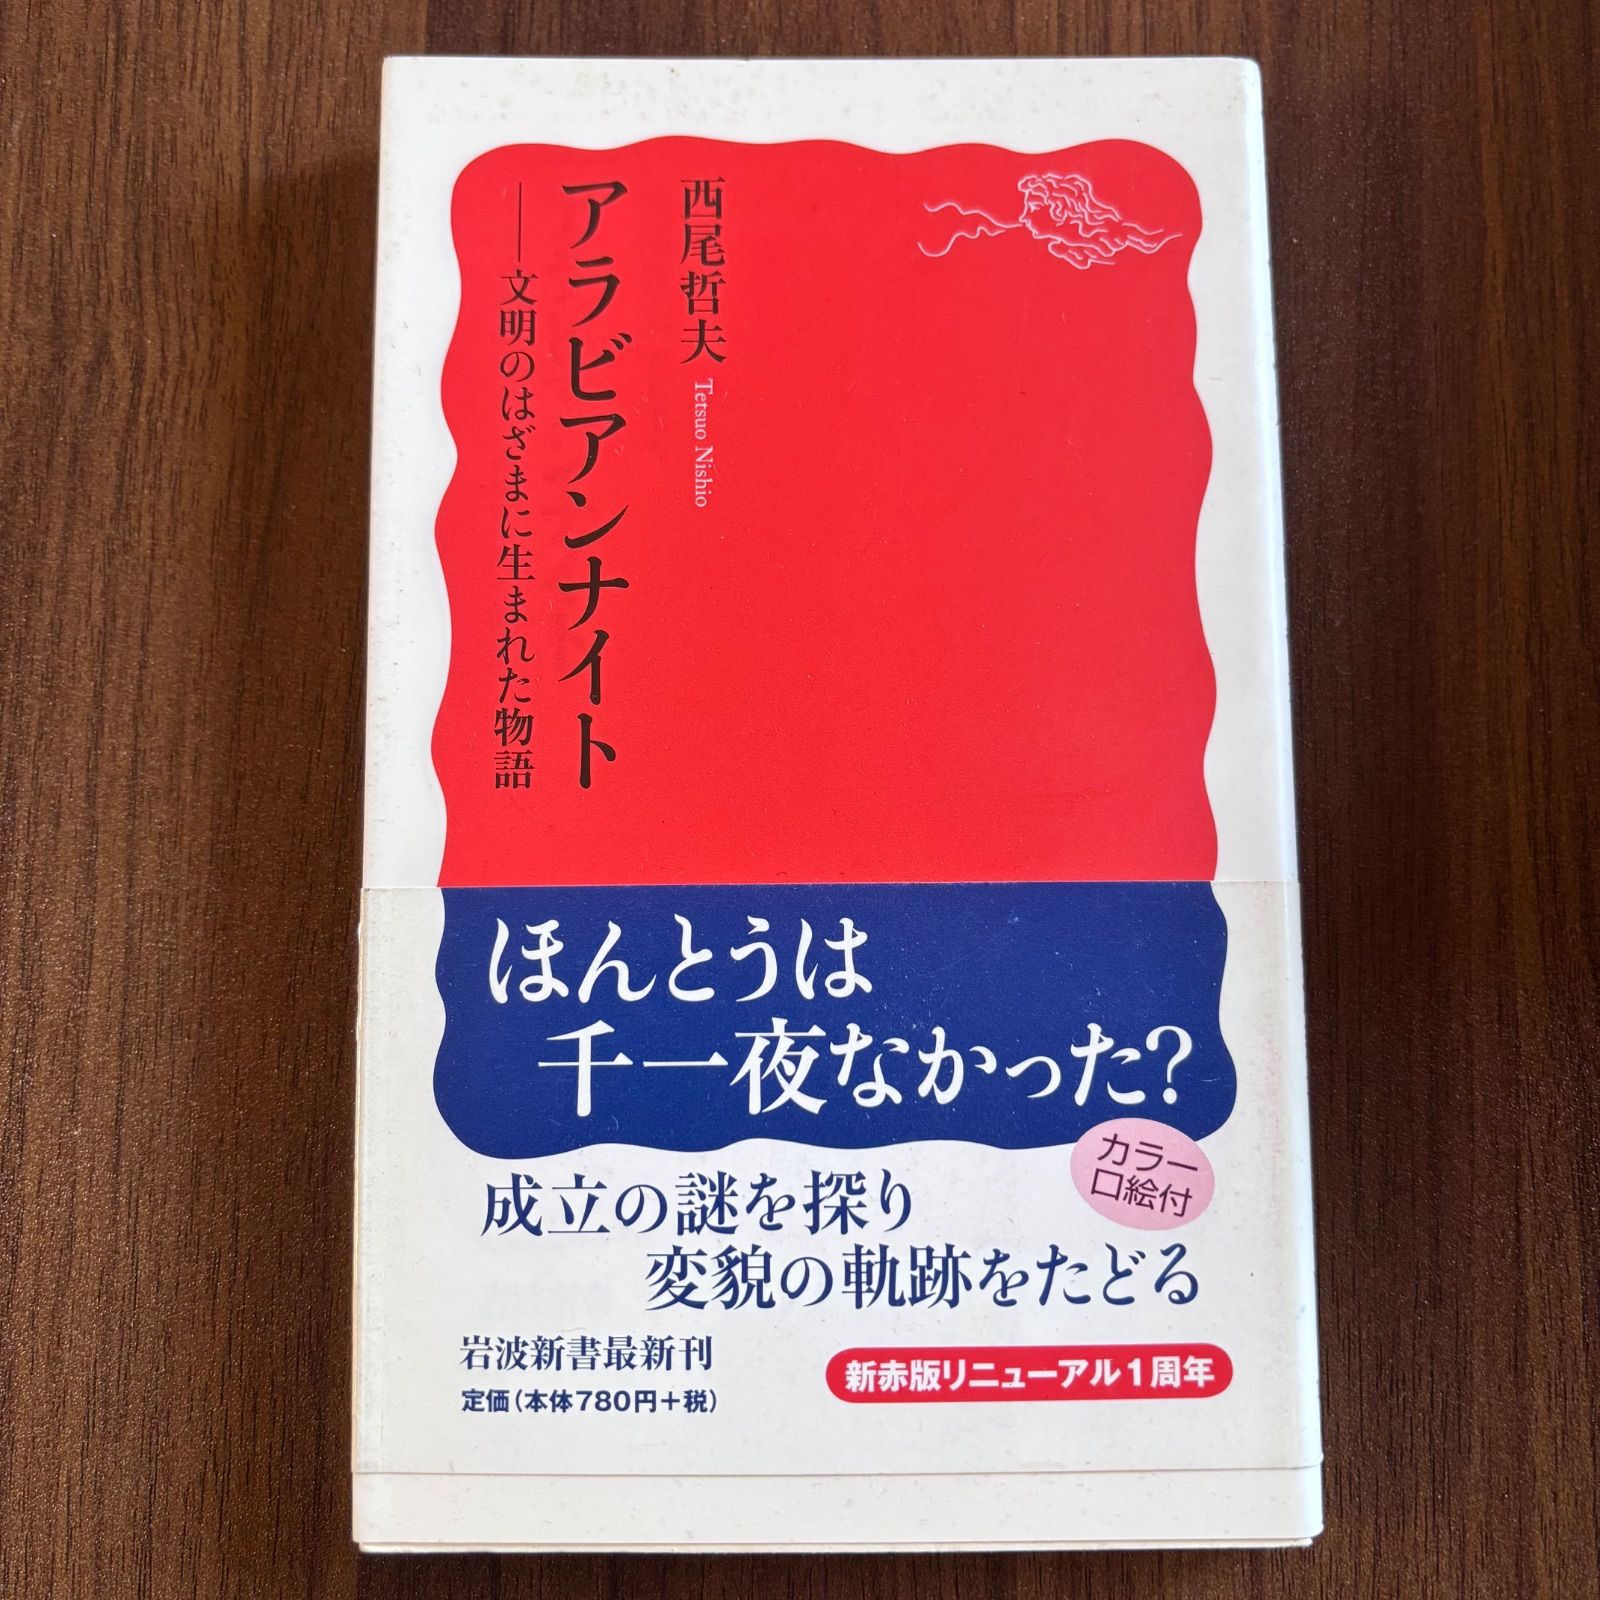 西尾哲夫 Tetsuo Nishio
アラビアンナイト
──文明のはざまに生まれた物語
ほんとうは
千一夜なかった?
カラー
口絵付
成立の謎を探り
変貌の軌跡をたどる
岩波新書最新刊
定価(本体780円+税)
新赤版リニューアル1周年